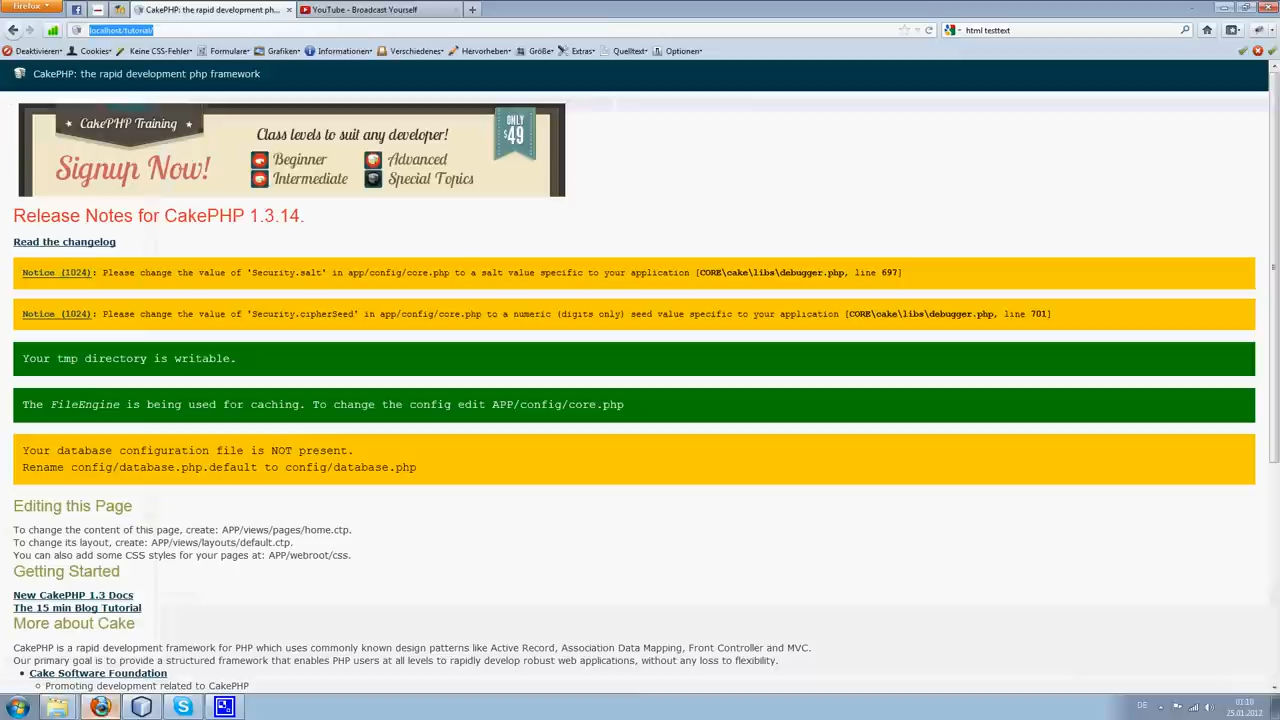 Firefox
CakePHP: the rapid development ph...
YouTube - Broadcast Yourself
localhost/tutorial/
html testtext
Deaktivieren
Cookies
Keine CSS-Fehler
Formulare
Grafiken
Informationen
Verschiedenes
Hervorheben
Größe
Extras
Quelltext
Optionen
CakePHP: the rapid development php framework
CakePHP Training
Signup Now!
Class levels to suit any developer!
Beginner
Advanced
Intermediate
Special Topics
ONLY
$49
Release Notes for CakePHP 1.3.14.
Read the changelog
Notice (1024): Please change the value of 'Security.salt' in app/config/core.php to a salt value specific to your application [CORE\cake\libs\debugger.php, line 697]
Notice (1024): Please change the value of 'Security.cipherSeed' in app/config/core.php to a numeric (digits only) seed value specific to your application [CORE\cake\libs\debugger.php, line 701]
Your tmp directory is writable.
The FileEngine is being used for caching. To change the config edit APP/config/core.php
Your database configuration file is NOT present.
Rename config/database.php.default to config/database.php
Editing this Page
To change the content of this page, create: APP/views/pages/home.ctp.
To change its layout, create: APP/views/layouts/default.ctp.
You can also add some CSS styles for your pages at: APP/webroot/css.
Getting Started
New CakePHP 1.3 Docs
The 15 min Blog Tutorial
More about Cake
CakePHP is a rapid development framework for PHP which uses commonly known design patterns like Active Record, Association Data Mapping, Front Controller and MVC.
Our primary goal is to provide a structured framework that enables PHP users at all levels to rapidly develop robust web applications, without any loss to flexibility.
Cake Software Foundation
Promoting development related to CakePHP
DE
01:10
25.01.2012